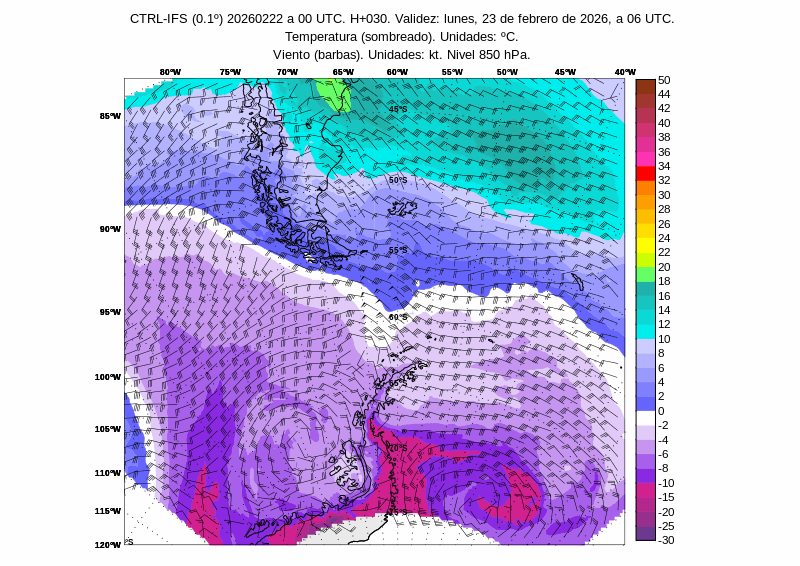 CTRL-IFS (0.1º) 20260222 a 00 UTC. H+030. Validez: lunes, 23 de febrero de 2026, a 06 UTC.
Temperatura (sombreado). Unidades: ºC.
Viento (barbas). Unidades: kt. Nivel 850 hPa.
80ºW 75ºW 70ºW 65ºW 60ºW 55ºW 50ºW 45ºW 40ºW
85ºW
90ºW
95ºW
100ºW
105ºW
110ºW
115ºW
120ºW
45ºS
50ºS
55ºS
60ºS
65ºS
70ºS
ºS
50
44
42
40
38
36
34
32
30
28
26
24
22
20
18
16
14
12
10
8
6
4
2
0
-2
-4
-6
-8
-10
-15
-20
-25
-30